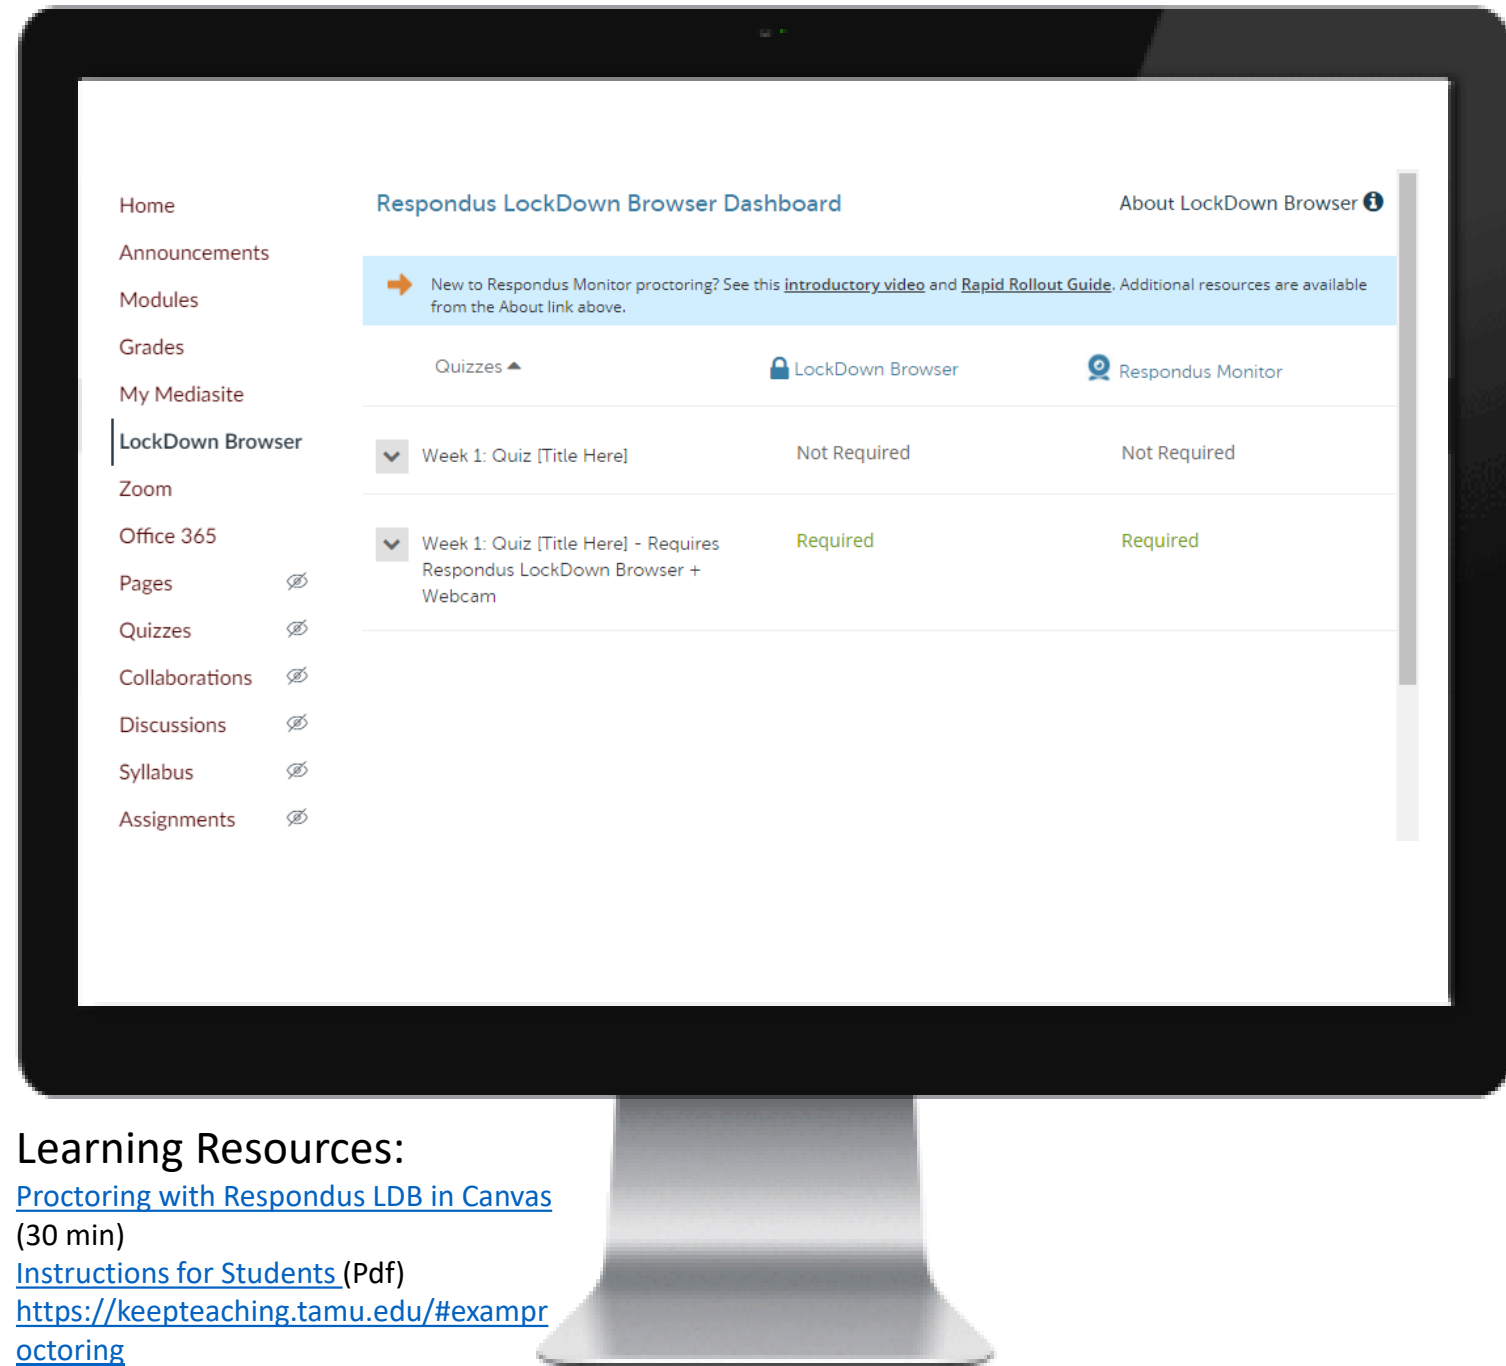 Home
Announcements
Modules
Grades
My Mediasite
LockDown Browser
Zoom
Office 365
Pages
Quizzes
Collaborations
Discussions
Syllabus
Assignments
Respondus LockDown Browser Dashboard
About LockDown Browser
New to Respondus Monitor proctoring? See this introductory video and Rapid Rollout Guide. Additional resources are available
from the About link above.
Quizzes LockDown Browser Respondus Monitor
Week 1: Quiz [Title Here] Not Required Not Required
Week 1: Quiz [Title Here] - Requires Required Required
Respondus LockDown Browser +
Webcam
Learning Resources:
Proctoring with Respondus LDB in Canvas
(30 min)
Instructions for Students (Pdf)
https://keepteaching.tamu.edu/#exampr
octoring